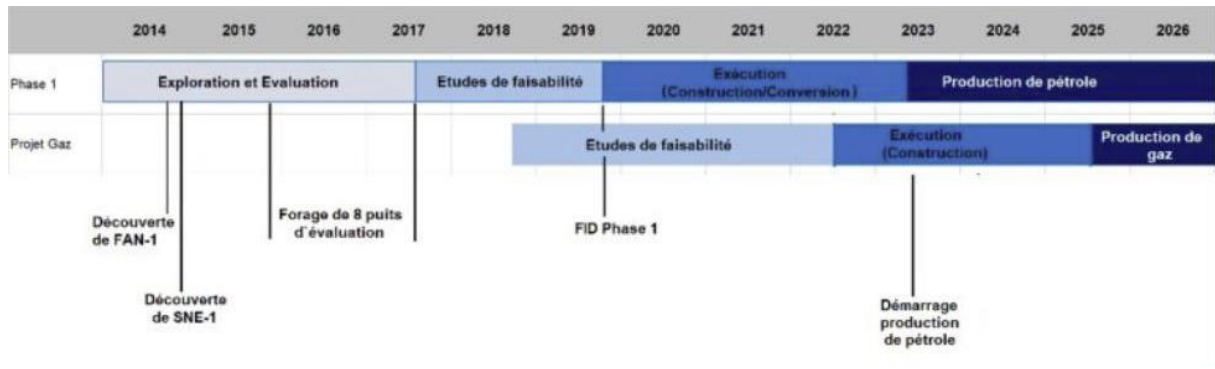 2014 2015 2016 2017 2018 2019 2020 2021 2022 2023 2024 2025 2026
Phase 1 Exploration et Evaluation Etudes de faisabilité Exécution (Construction/Conversion) Production de pétrole
Projet Gaz Etudes de faisabilité Exécution (Construction) Production de gaz
Découverte
de FAN-1
Forage de 8 puits
d'évaluation
FID Phase 1
Découverte
de SNE-1
Démarrage
production
de pétrole